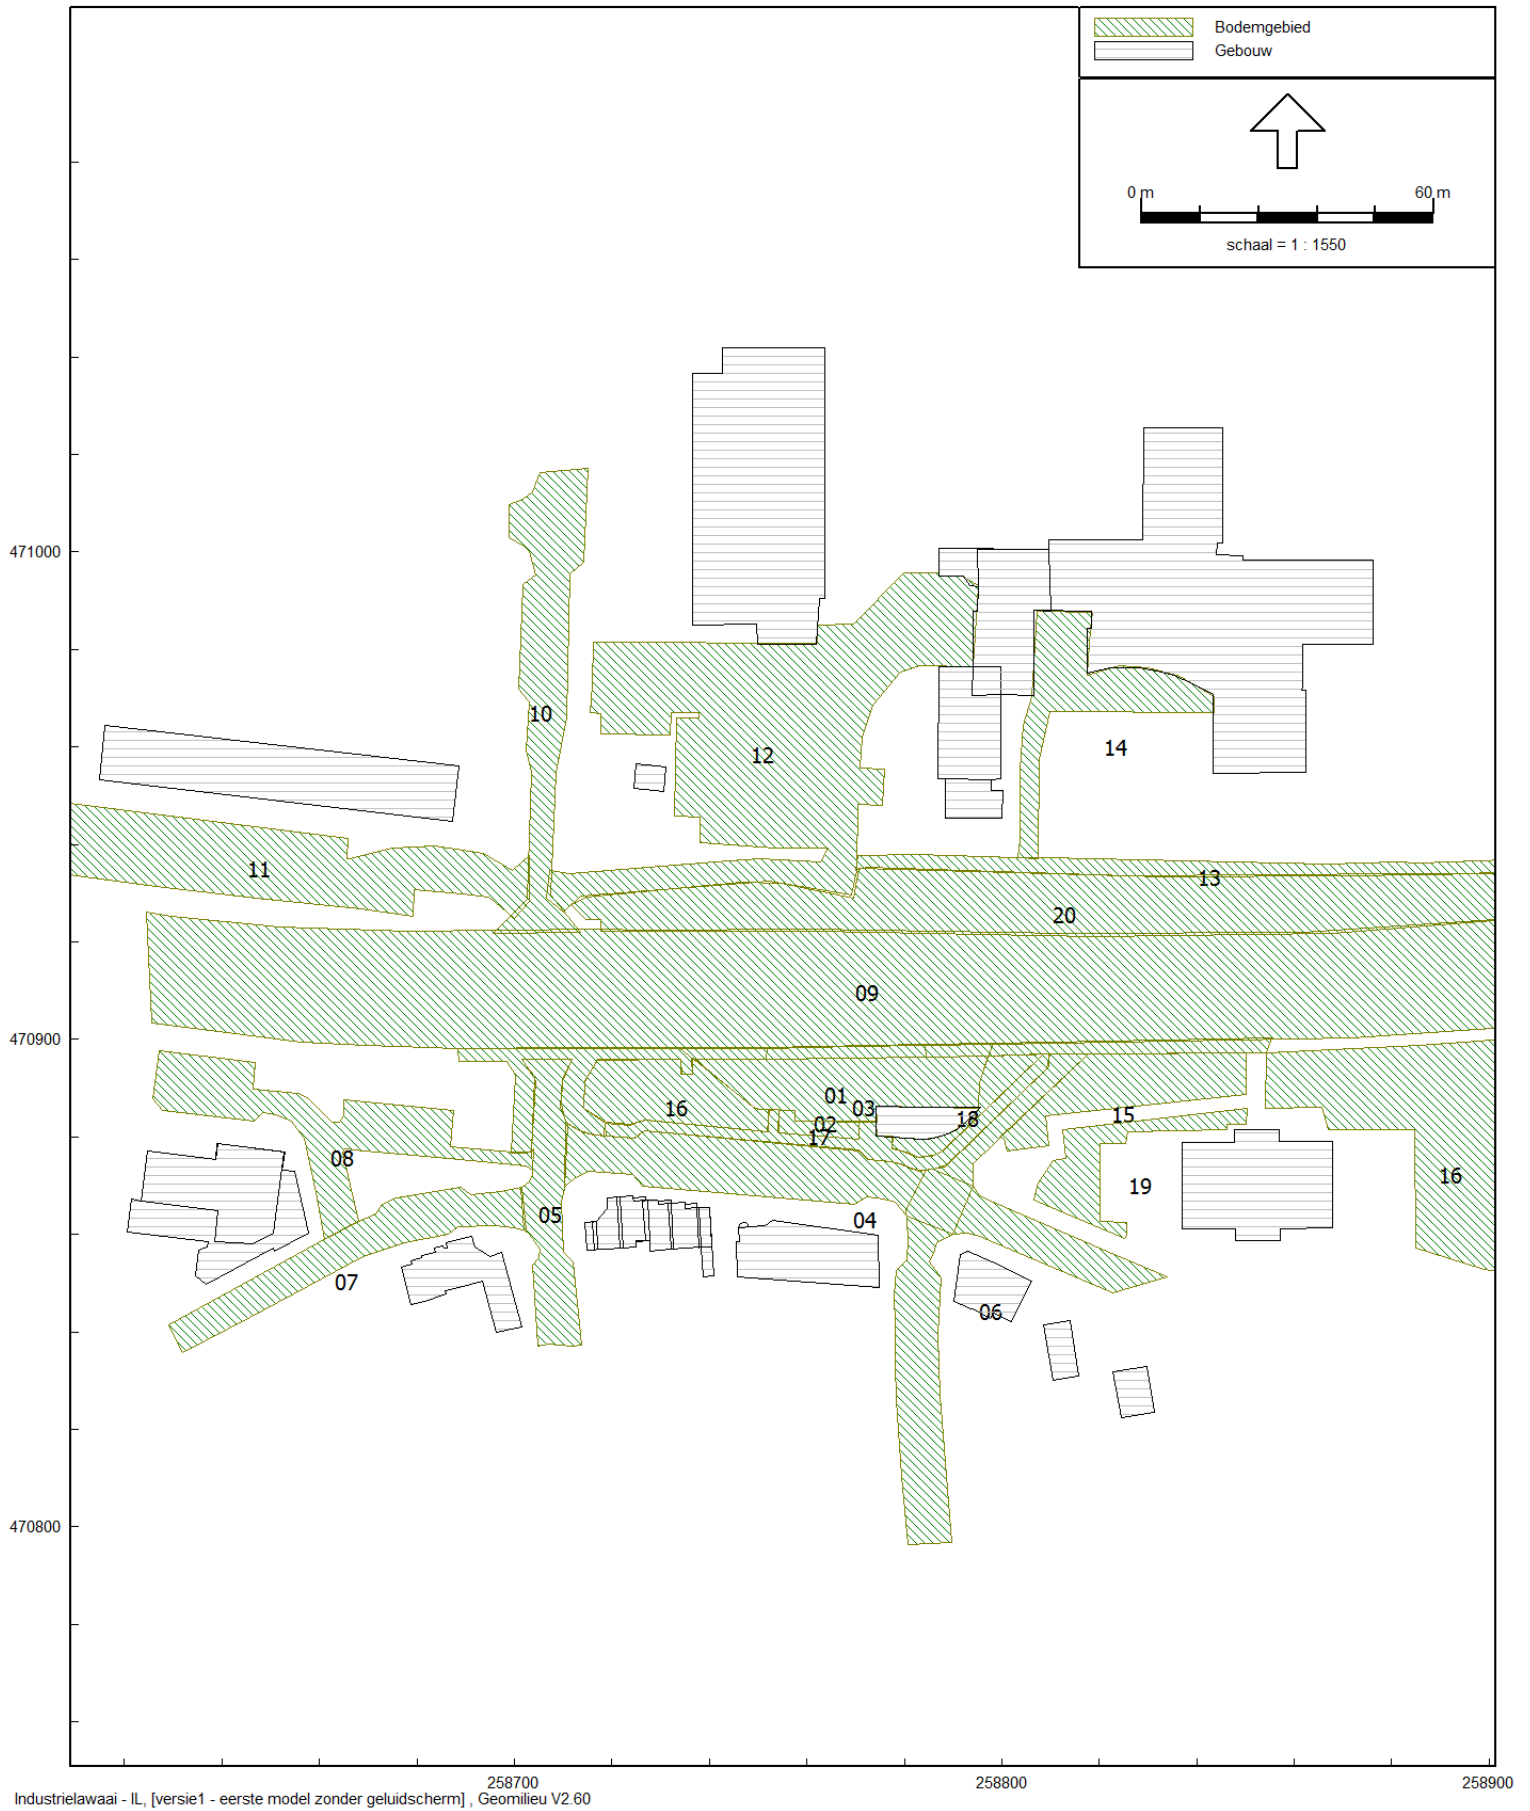 Bodemgebied
Gebouw
0 m 60 m
schaal = 1 : 1550
471000
10
12
14
11
13
20
09
470900
01
16 03
02 18 15
17
08
16
19
05 04
07
06
470800
258700 258800 258900
Industrielawaai - IL, [versie1 - eerste model zonder geluidscherm] , Geomilieu V2.60